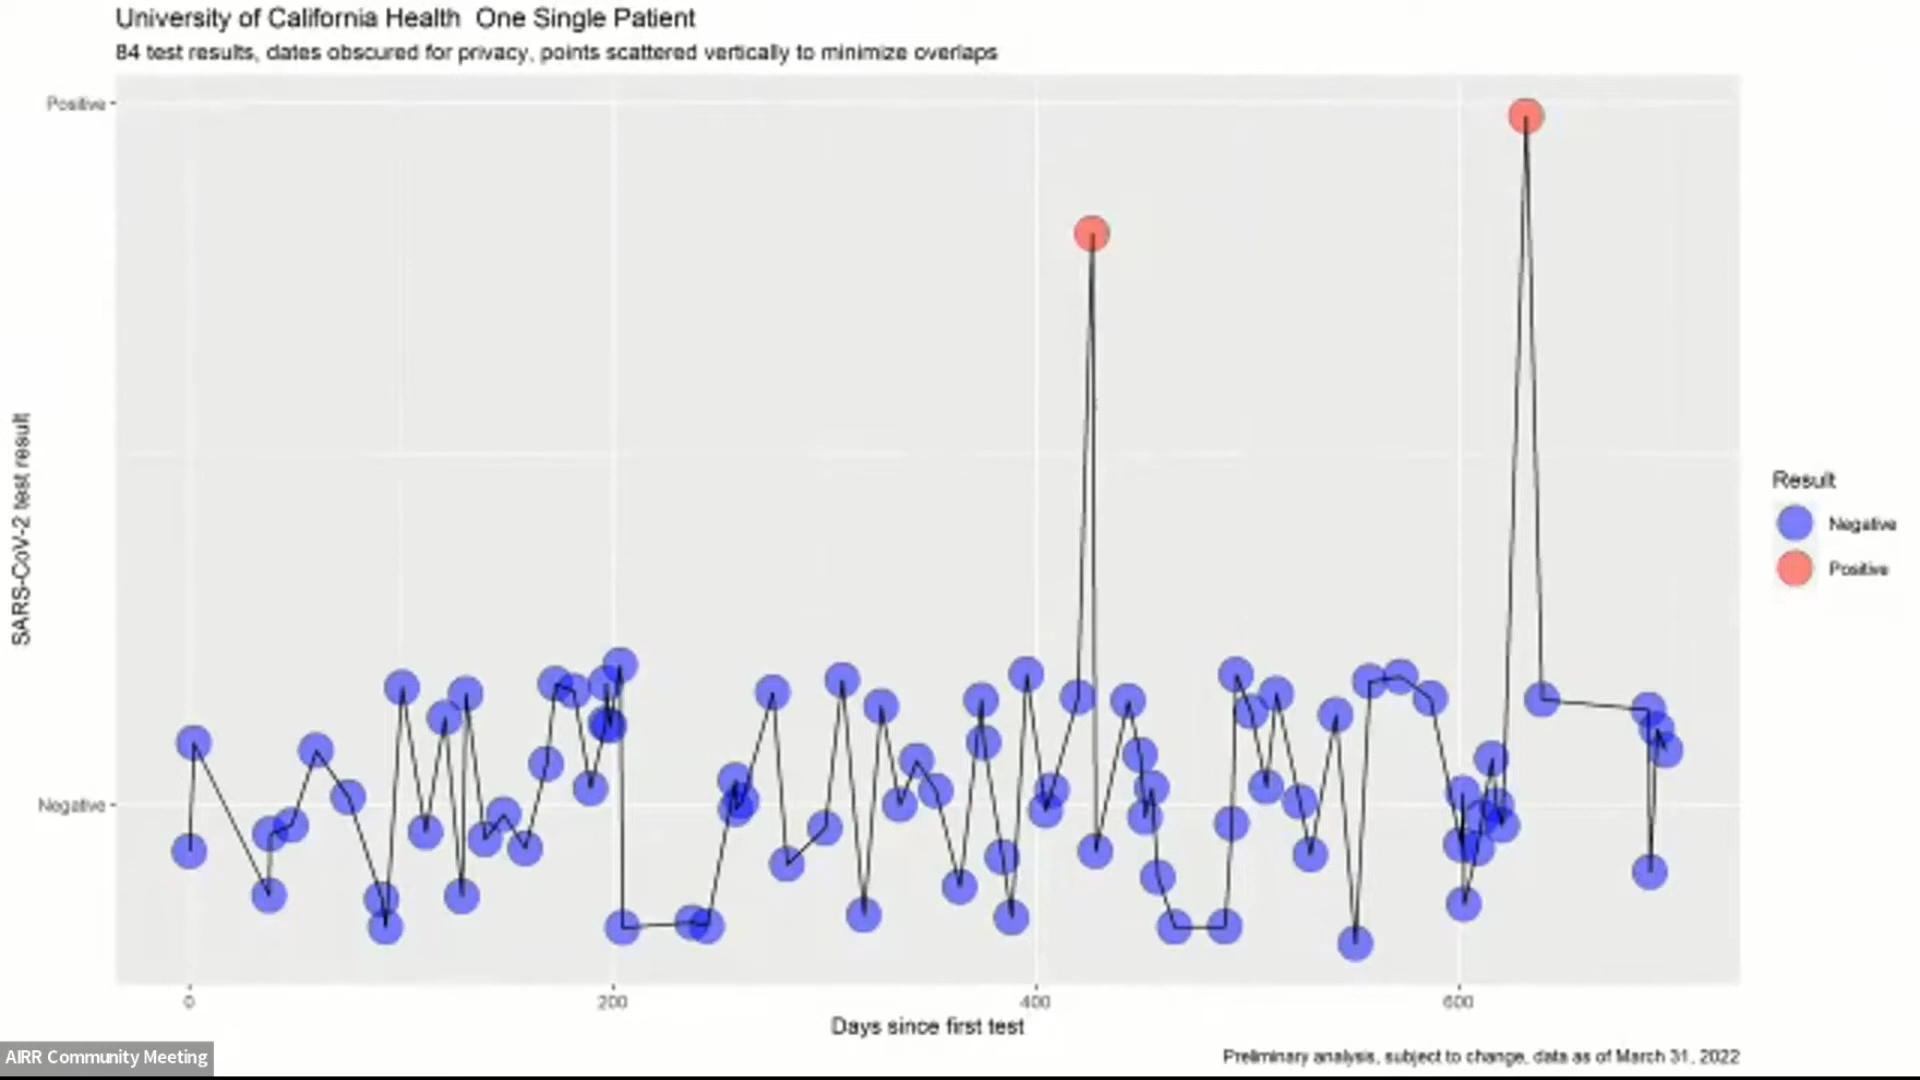 University of California Health  One Single Patient
84 test results, dates obscured for privacy, points scattered vertically to minimize overlaps
Positive
Negative
SARS-CoV-2 test result
0
200
400
600
Days since first test
Result
Negative
Positive
AIRR Community Meeting
Preliminary analysis, subject to change, data as of March 31, 2022